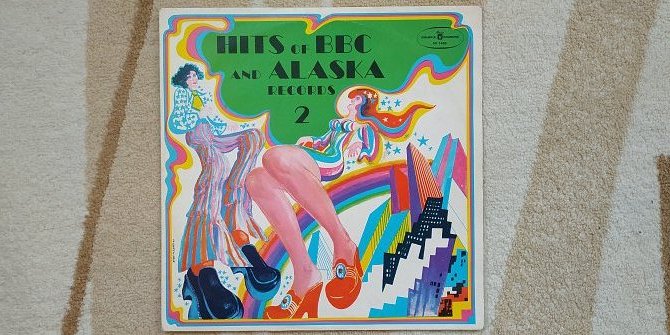 HITS OF BBC
AND ALASKA
RECORDS
2